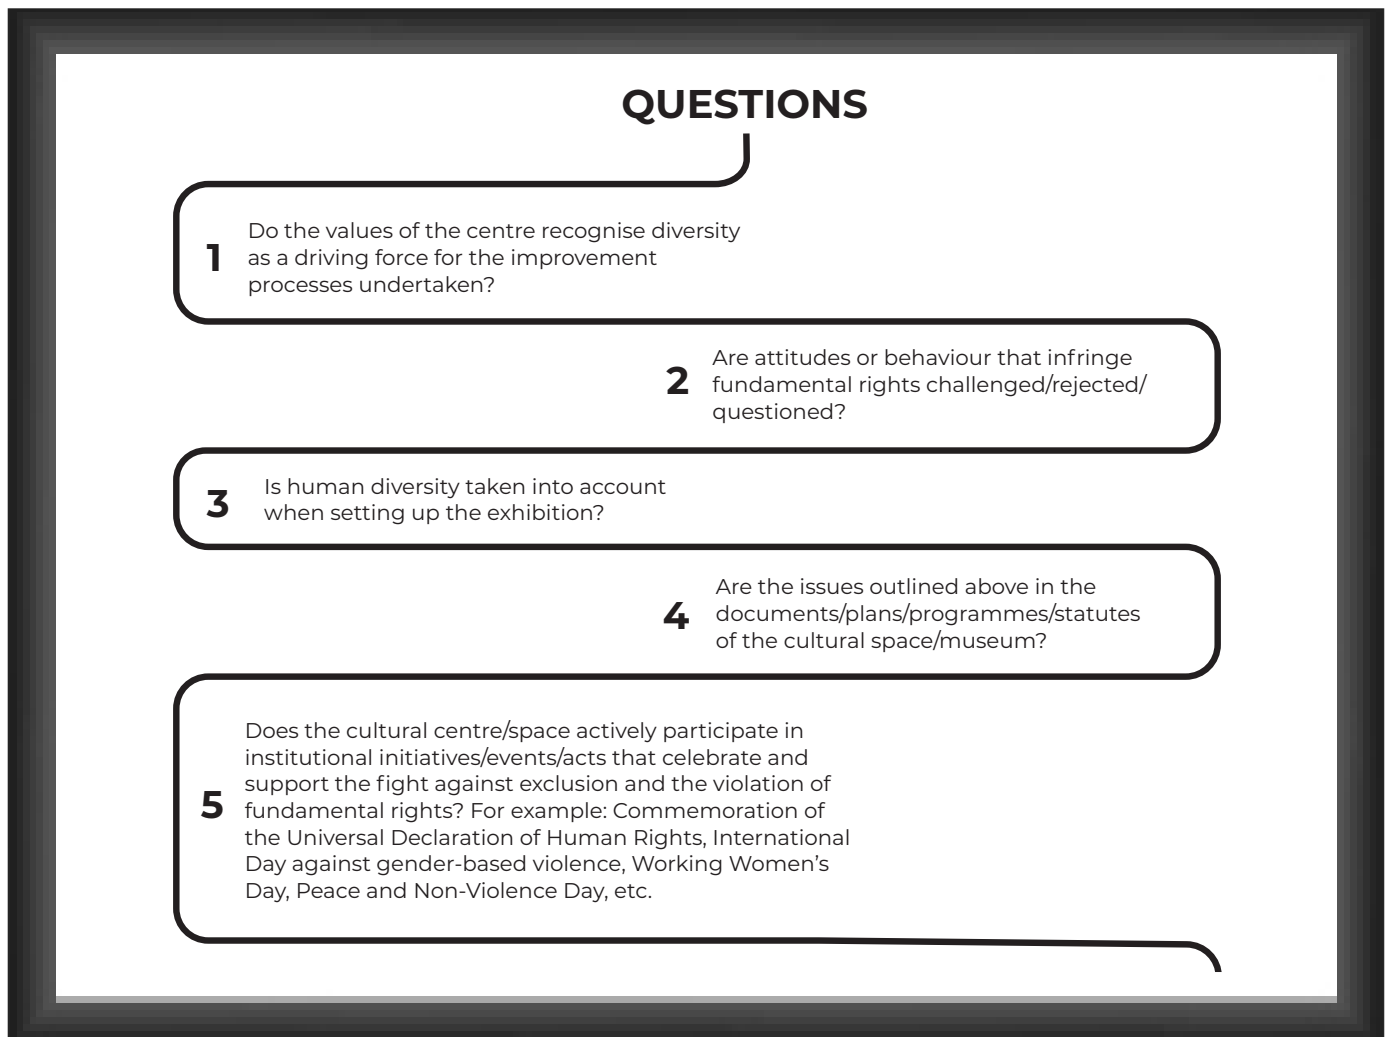 QUESTIONS
1
Do the values of the centre recognise diversity
as a driving force for the improvement
processes undertaken?
2
Are attitudes or behaviour that infringe
fundamental rights challenged/rejected/
questioned?
3
Is human diversity taken into account
when setting up the exhibition?
4
Are the issues outlined above in the
documents/plans/programmes/statutes
of the cultural space/museum?
5
Does the cultural centre/space actively participate in
institutional initiatives/events/acts that celebrate and
support the fight against exclusion and the violation of
fundamental rights? For example: Commemoration of
the Universal Declaration of Human Rights, International
Day against gender-based violence, Working Women’s
Day, Peace and Non-Violence Day, etc.